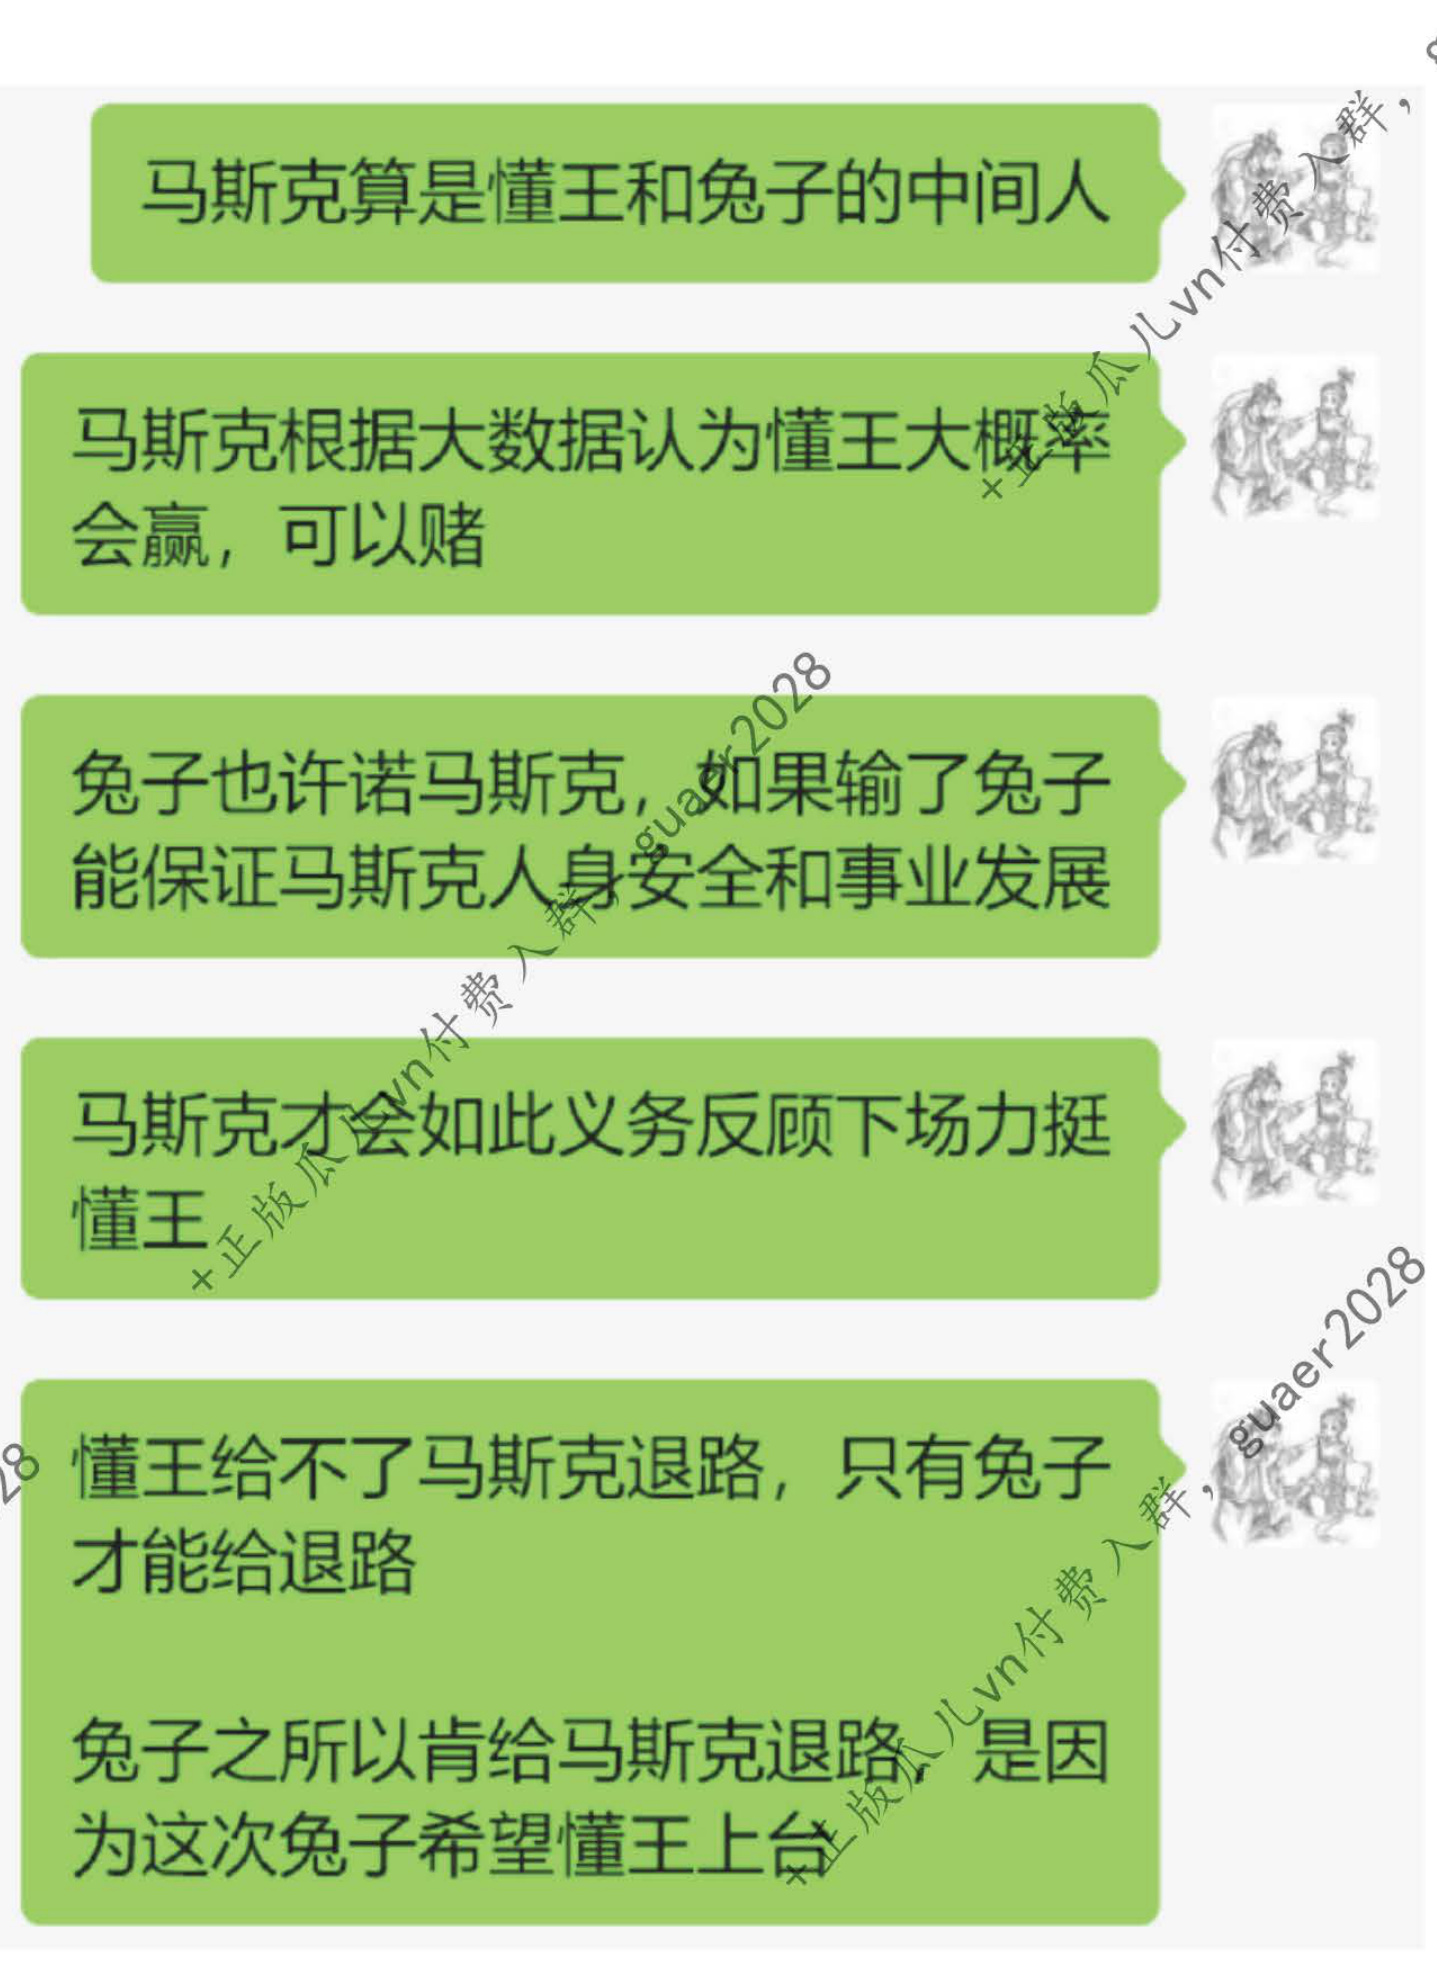 马斯克算是懂王和兔子的中间人
马斯克根据大数据认为懂王大概率
会赢，可以赌
兔子也许诺马斯克，如果输了兔子
能保证马斯克人身安全和事业发展
马斯克才会如此义务反顾下场力挺
懂王
懂王给不了马斯克退路，只有兔子
才能给退路
兔子之所以肯给马斯克退路，是因
为这次兔子希望懂王上台
+正版瓜儿vn付费入群，
+正版瓜儿vn付费入群，guaer2028
+正版瓜儿vn付费入群，guaer2028
28